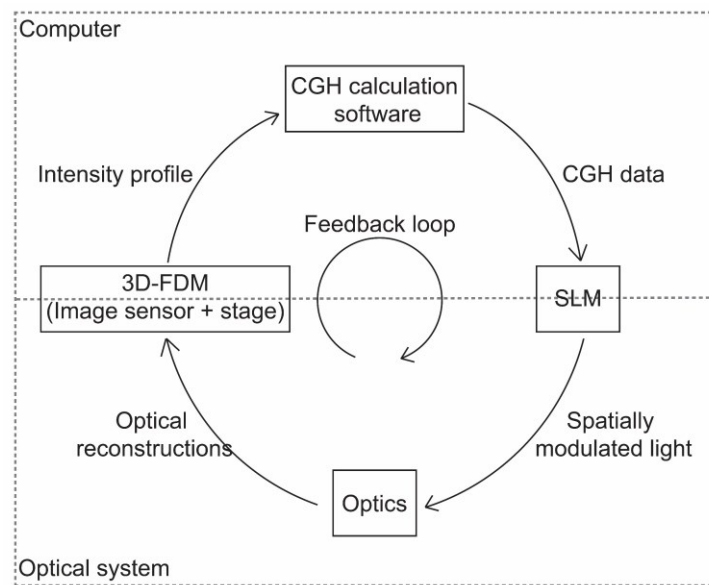 Computer
CGH calculation
software
Intensity profile
CGH data
Feedback loop
3D-FDM
(Image sensor + stage)
SLM
Optical
reconstructions
Spatially
modulated light
Optics
Optical system